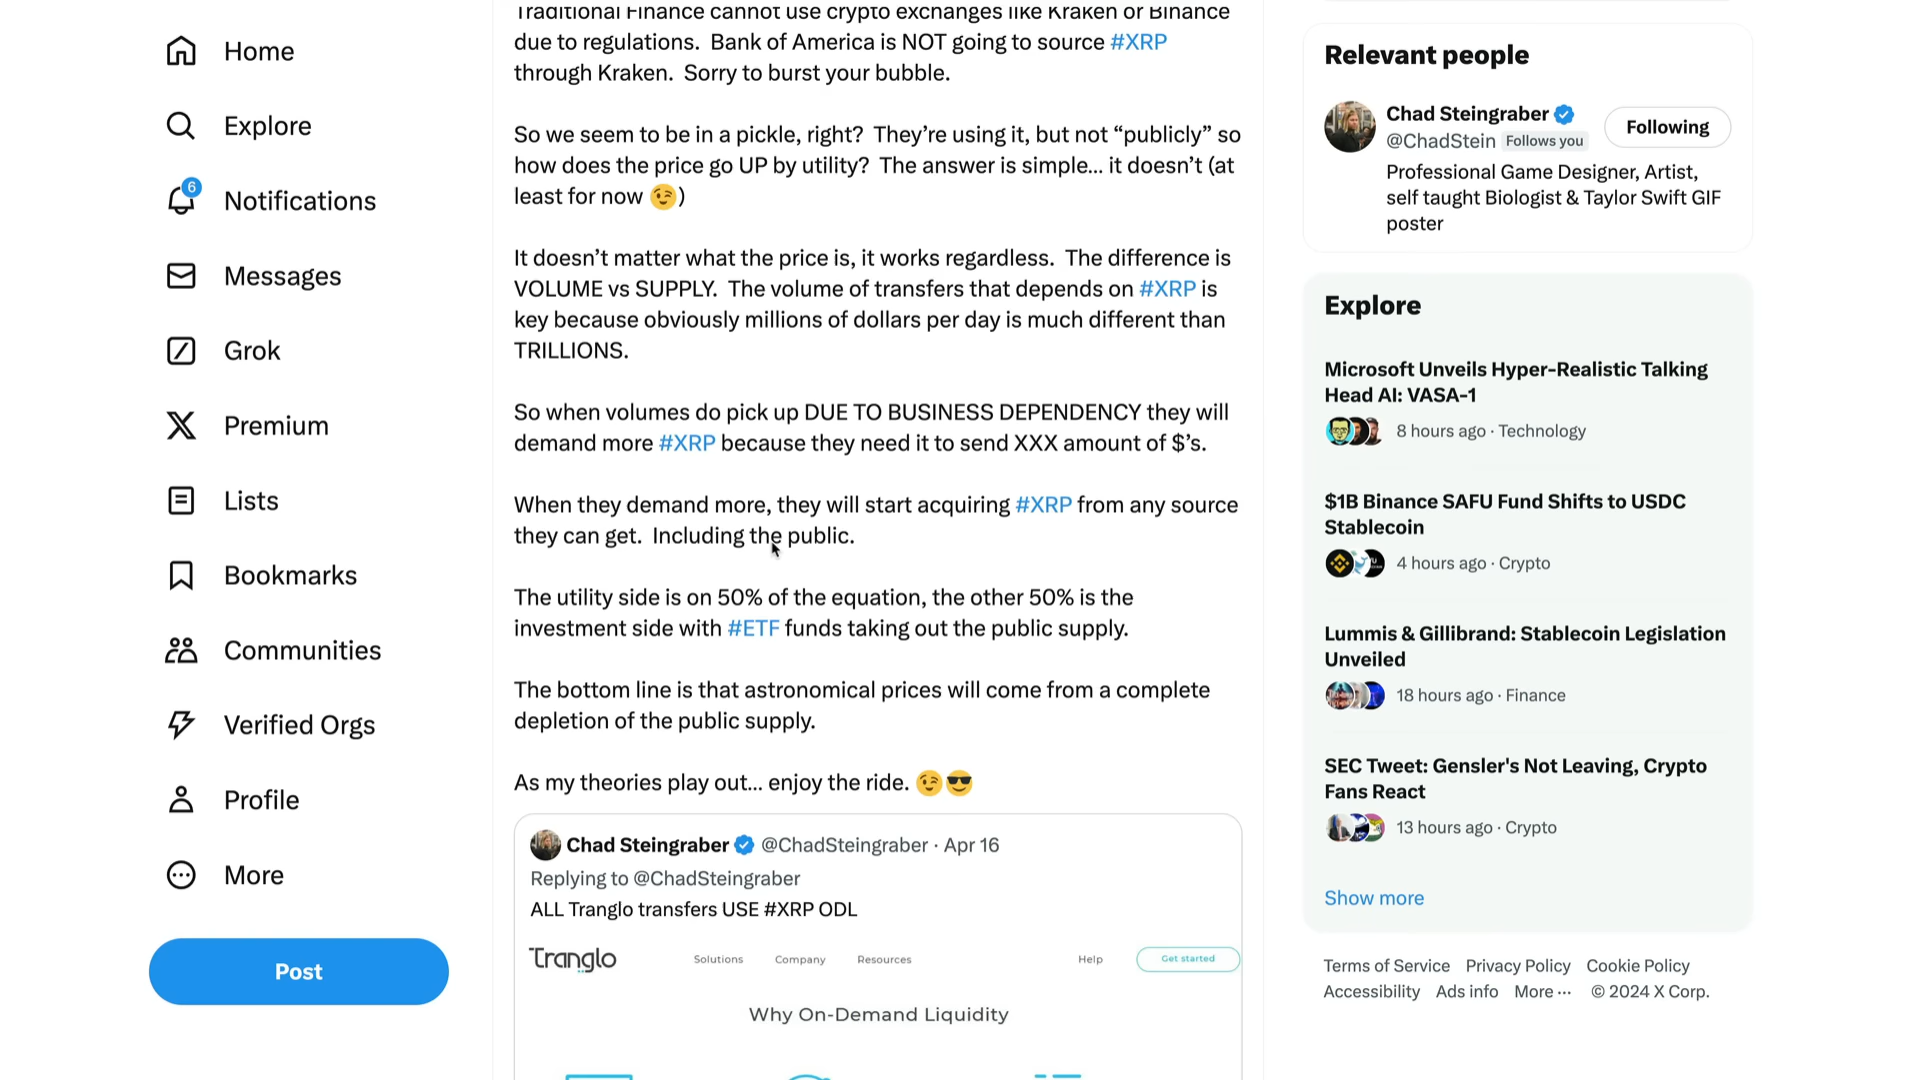 Home
Explore
6
Notifications
Messages
Grok
Premium
Lists
Bookmarks
Communities
Verified Orgs
Profile
More
Post
Traditional Finance cannot use crypto exchanges like Kraken or Binance
due to regulations.  Bank of America is NOT going to source #XRP
through Kraken.  Sorry to burst your bubble.
So we seem to be in a pickle, right?  They’re using it, but not “publicly” so
how does the price go UP by utility?  The answer is simple... it doesn’t (at
least for now 😉)
It doesn’t matter what the price is, it works regardless.  The difference is
VOLUME vs SUPPLY.  The volume of transfers that depends on #XRP is
key because obviously millions of dollars per day is much different than
TRILLIONS.
So when volumes do pick up DUE TO BUSINESS DEPENDENCY they will
demand more #XRP because they need it to send XXX amount of $’s.
When they demand more, they will start acquiring #XRP from any source
they can get.  Including the public.
The utility side is on 50% of the equation, the other 50% is the
investment side with #ETF funds taking out the public supply.
The bottom line is that astronomical prices will come from a complete
depletion of the public supply.
As my theories play out... enjoy the ride. 😉😎
Chad Steingraber @ChadSteingraber · Apr 16
Replying to @ChadSteingraber
ALL Tranglo transfers USE #XRP ODL
Tranglo
Solutions Company Resources Help Get started
Why On-Demand Liquidity
Relevant people
Chad Steingraber
@ChadStein Follows you
Following
Professional Game Designer, Artist,
self taught Biologist & Taylor Swift GIF
poster
Explore
Microsoft Unveils Hyper-Realistic Talking
Head AI: VASA-1
8 hours ago · Technology
$1B Binance SAFU Fund Shifts to USDC
Stablecoin
4 hours ago · Crypto
Lummis & Gillibrand: Stablecoin Legislation
Unveiled
18 hours ago · Finance
SEC Tweet: Gensler's Not Leaving, Crypto
Fans React
13 hours ago · Crypto
Show more
Terms of Service Privacy Policy Cookie Policy
Accessibility Ads info More ··· © 2024 X Corp.